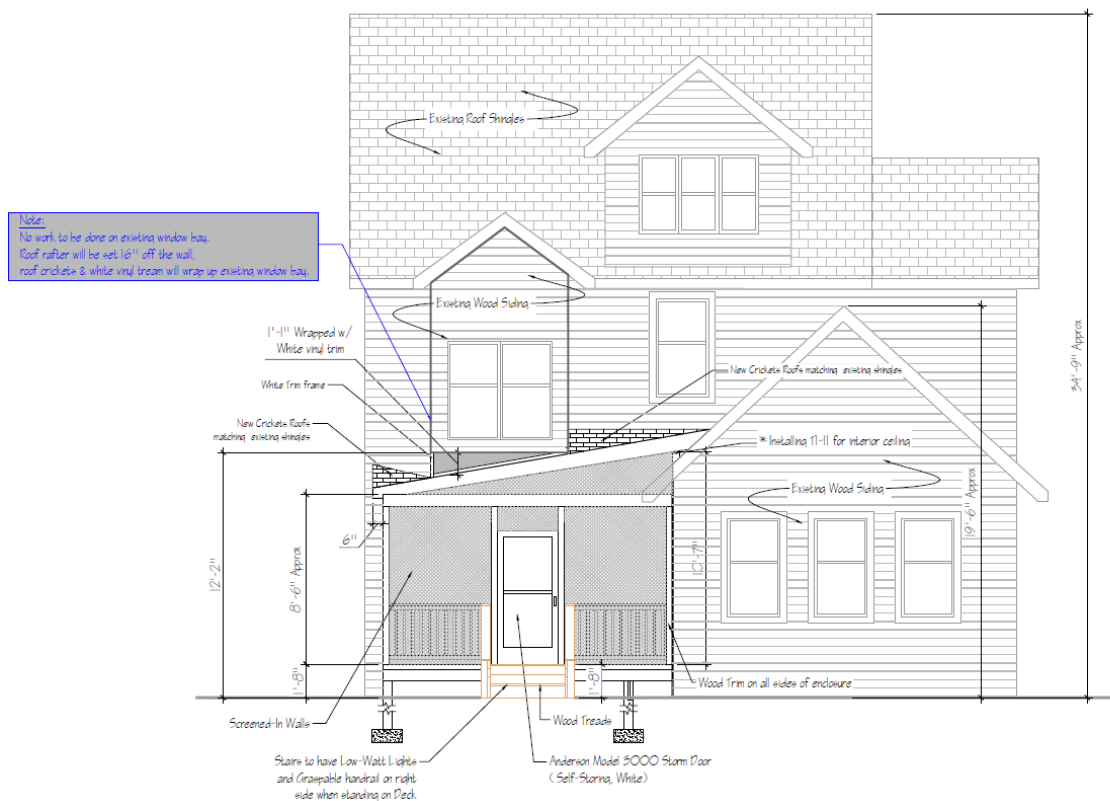 Existing Roof Shingles
Note:
No work to be done on existing window bay.
Roof rafter will be set 16" off the wall,
roof crickets & white vinyl tream will wrap up existing window bay.
Existing Wood Siding
1'-1" Wrapped w/
White vinyl trim
White Trim frame
New Crickets Roofs
matching existing shingles
New Crickets Roofs matching existing shingles
* Installing T1-11 for interior ceiling
Existing Wood Siding
34'-9" Approx
19'-6" Approx
12'-2"
8'-6" Approx
6"
10'-7"
1'-8"
1'-8"
Wood Trim on all sides of enclosure
Screened-In Walls
Wood Treads
Stairs to have Low-Watt Lights
and Graspable handrail on right
side when standing on Deck
Anderson Model 3000 Storm Door
( Self-Storing, White)